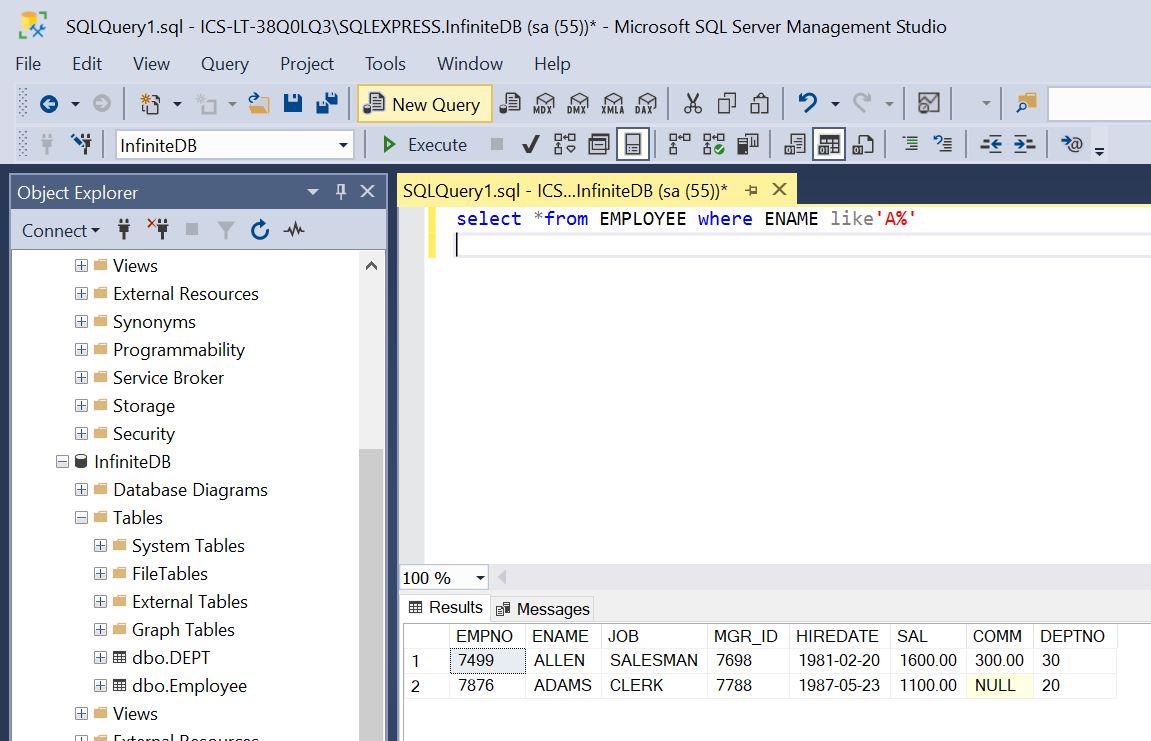 SQLQuery1.sql - ICS-LT-38Q0LQ3\SQLEXPRESS.InfiniteDB (sa (55))* - Microsoft SQL Server Management Studio
File Edit View Query Project Tools Window Help
New Query MDX DMX XMLA DAX
InfiniteDB Execute
Object Explorer
Connect
Views
External Resources
Synonyms
Programmability
Service Broker
Storage
Security
InfiniteDB
Database Diagrams
Tables
System Tables
FileTables
External Tables
Graph Tables
dbo.DEPT
dbo.Employee
Views
External Resources
SQLQuery1.sql - ICS...InfiniteDB (sa (55))*
select *from EMPLOYEE where ENAME like'A%'
100 %
Results Messages
EMPNO ENAME JOB MGR_ID HIREDATE SAL COMM DEPTNO
1 7499 ALLEN SALESMAN 7698 1981-02-20 1600.00 300.00 30
2 7876 ADAMS CLERK 7788 1987-05-23 1100.00 NULL 20